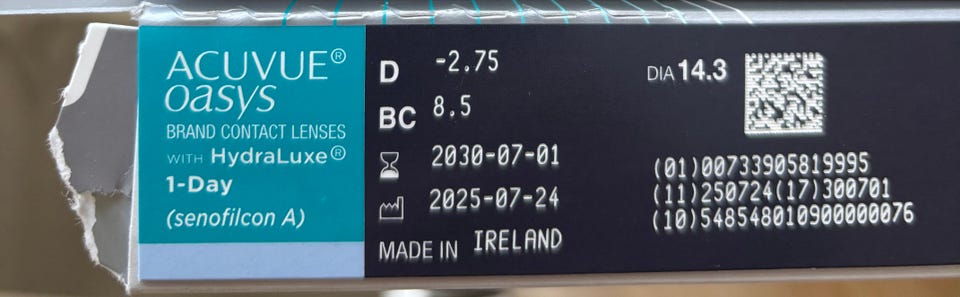 ACUVUE®
oasys
BRAND CONTACT LENSES
WITH HydraLuxe®
1-Day
(senofilcon A)
D -2.75
BC 8.5
2030-07-01
2025-07-24
MADE IN IRELAND
DIA 14.3
(01)00733905819995
(11)250724(17)300701
(10)548548010900000076